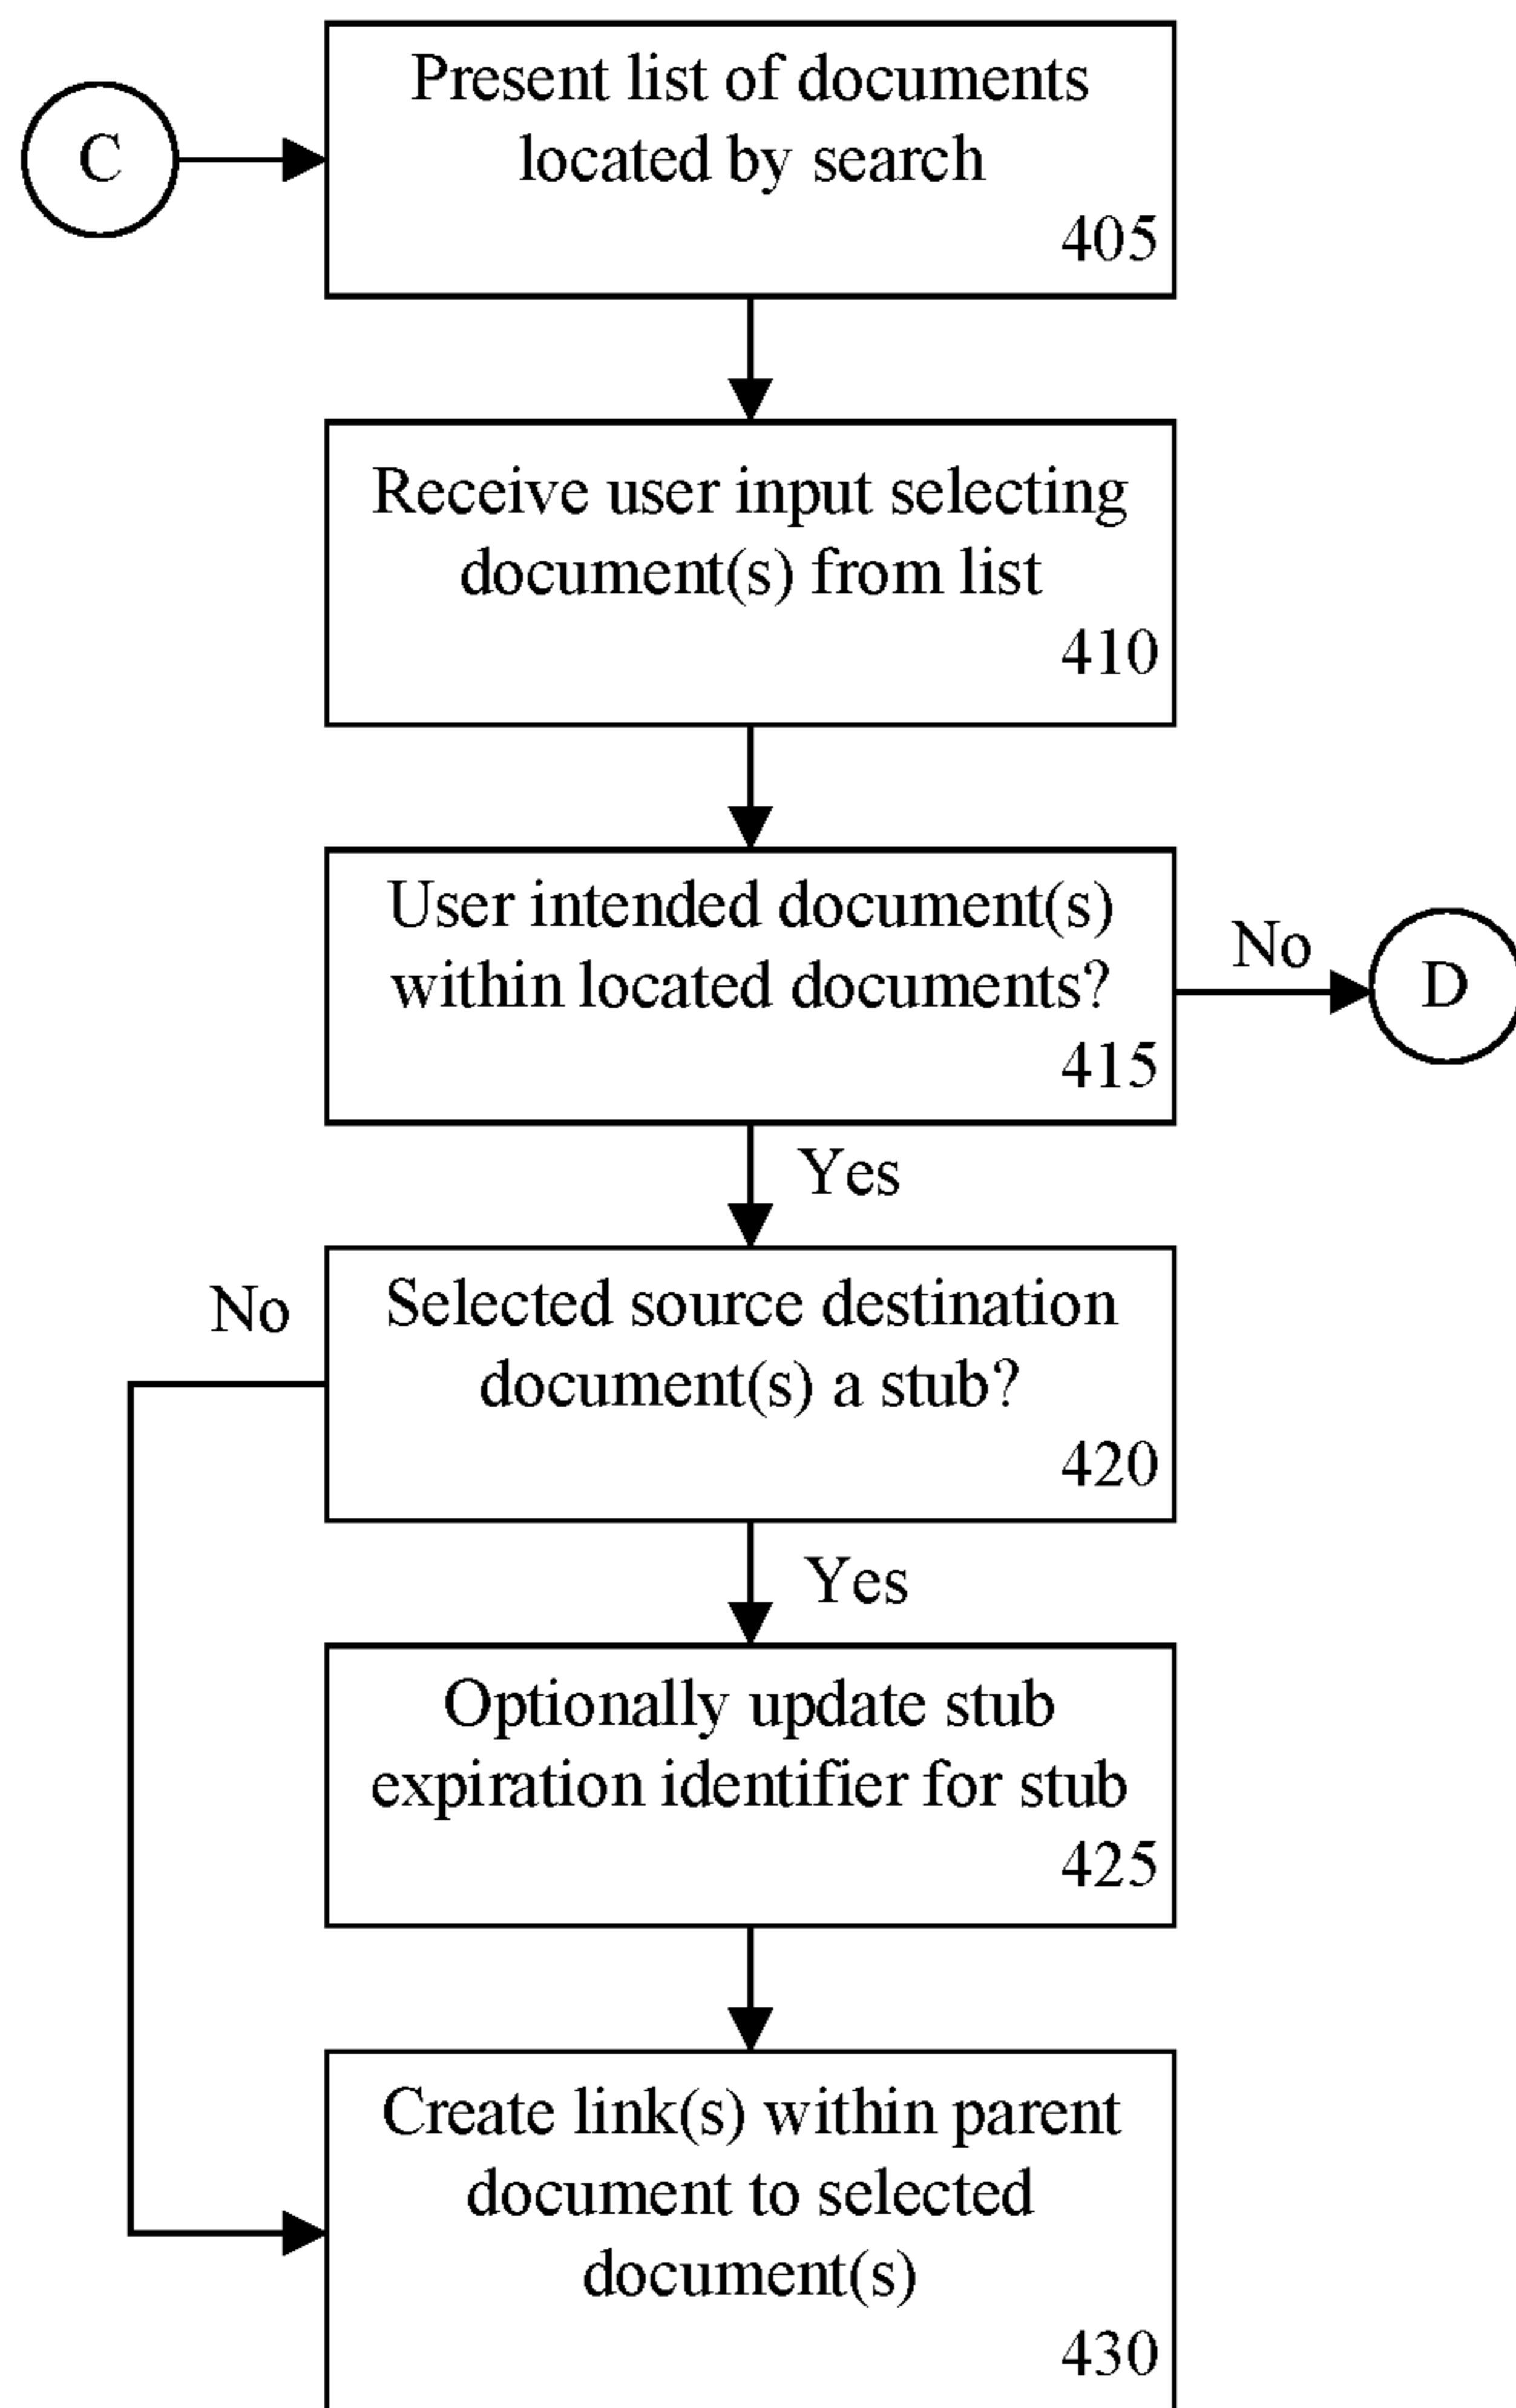 C
Present list of documents
located by search
405
Receive user input selecting
document(s) from list
410
User intended document(s)
within located documents?
415
No
D
Yes
No
Selected source destination
document(s) a stub?
420
Yes
Optionally update stub
expiration identifier for stub
425
Create link(s) within parent
document to selected
document(s)
430